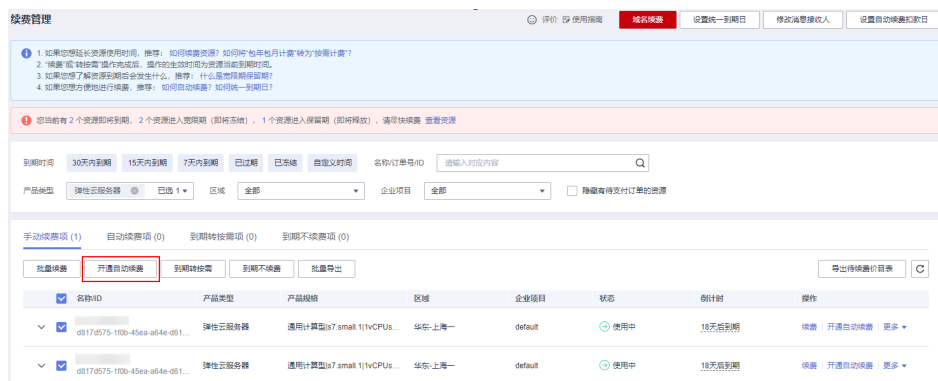 续费管理
评价 使用指南 域名续费 设置统一到期日 修改消息接收人 设置自动续费扣款日
1. 如果您想延长资源使用时间，推荐： 如何续费资源？如何将“包年包月计费”转为“按需计费”？
2. “续费”或“转按需”操作完成后，操作的生效时间为资源当前到期时间。
3. 如果您想了解资源到期后会发生什么，推荐： 什么是宽限期保留期？
4. 如果您想方便地进行续费，推荐： 如何自动续费？如何统一到期日？
您当前有 2 个资源即将到期， 2 个资源进入宽限期（即将冻结）， 1 个资源进入保留期（即将释放），请尽快续费 查看资源
到期时间 30天内到期 15天内到期 7天内到期 已过期 已冻结 自定义时间 名称/订单号/ID 请输入对应内容
产品类型 弹性云服务器 已选 1 区域 全部 企业项目 全部 隐藏有待支付订单的资源
手动续费项 (1) 自动续费项 (0) 到期转按需项 (0) 到期不续费项 (0)
批量续费 开通自动续费 到期转按需 到期不续费 批量导出 导出待续费价目表
名称/ID 产品类型 产品规格 区域 企业项目 状态 倒计时 操作
d817d575-1f0b-45ea-a64e-d61... 弹性云服务器 通用计算型|s7.small.1|1vCPUs... 华东-上海一 default 使用中 18天后到期 续费 开通自动续费 更多
d817d575-1f0b-45ea-a64e-d61... 弹性云服务器 通用计算型|s7.small.1|1vCPUs... 华东-上海一 default 使用中 18天后到期 续费 开通自动续费 更多